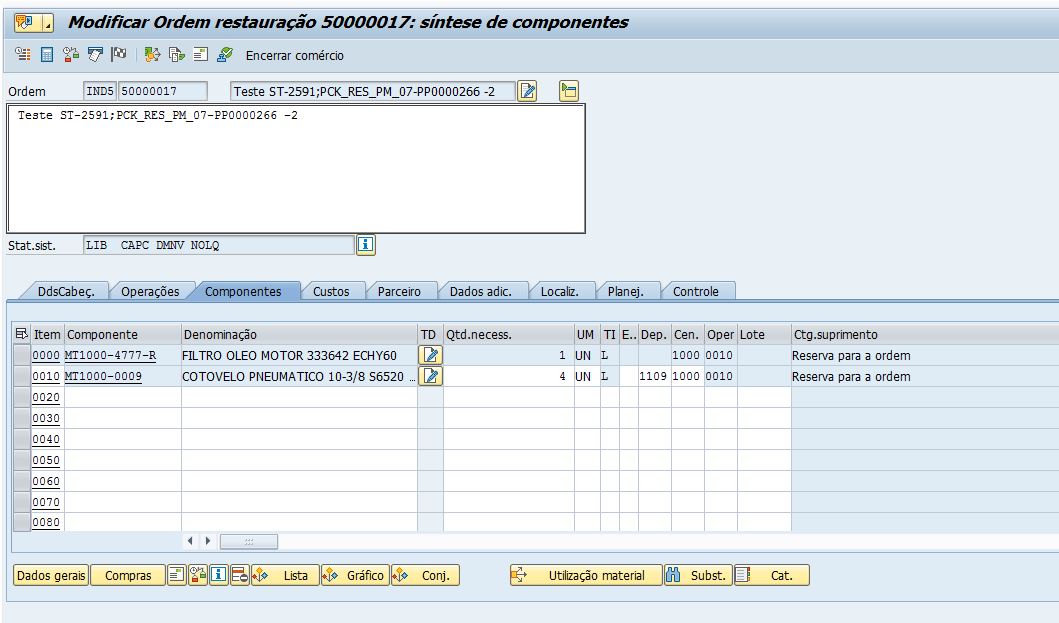 Modificar Ordem restauração 50000017: síntese de componentes
Encerrar comércio
Ordem IND5 50000017 Teste ST-2591;PCK_RES_PM_07-PP0000266 -2
Teste ST-2591;PCK_RES_PM_07-PP0000266 -2
Stat.sist. LIB CAPC DMNV NOLQ
DdsCabeç. Operações Componentes Custos Parceiro Dados adic. Localiz. Planej. Controle
Item Componente Denominação TD Qtd.necess. UM TI E.. Dep. Cen. Oper Lote Ctg.suprimento
0000 MT1000-4777-R FILTRO OLEO MOTOR 333642 ECHY60 1 UN L 1000 0010 Reserva para a ordem
0010 MT1000-0009 COTOVELO PNEUMATICO 10-3/8 S6520 ... 4 UN L 1109 1000 0010 Reserva para a ordem
0020
0030
0040
0050
0060
0070
0080
Dados gerais Compras Lista Gráfico Conj. Utilização material Subst. Cat.